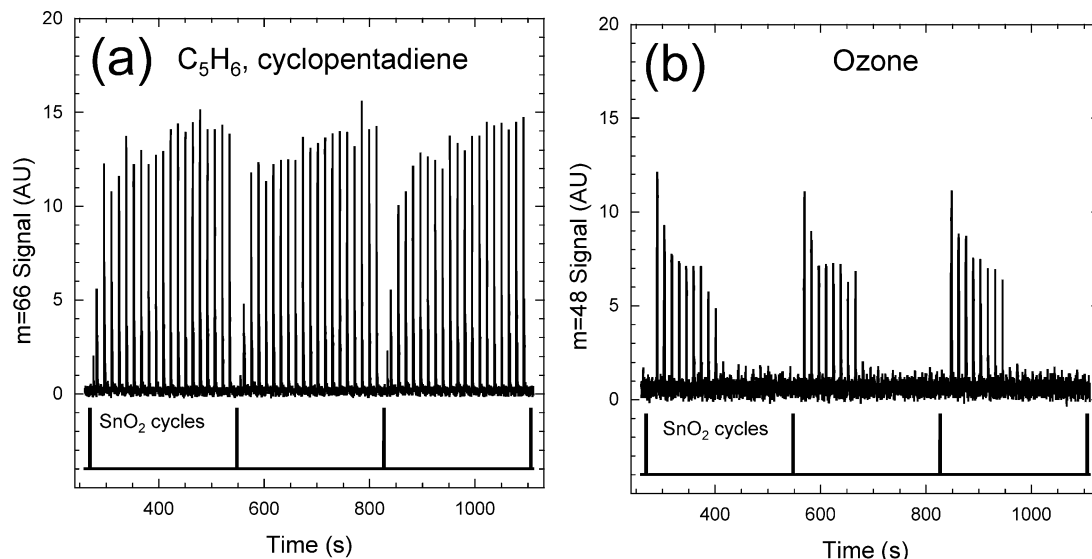 (a) C₅H₆, cyclopentadiene
20
15
10
5
0
m=66 Signal (AU)
SnO₂ cycles
400 600 800 1000
Time (s)
(b) Ozone
20
15
10
5
0
m=48 Signal (AU)
SnO₂ cycles
400 600 800 1000
Time (s)